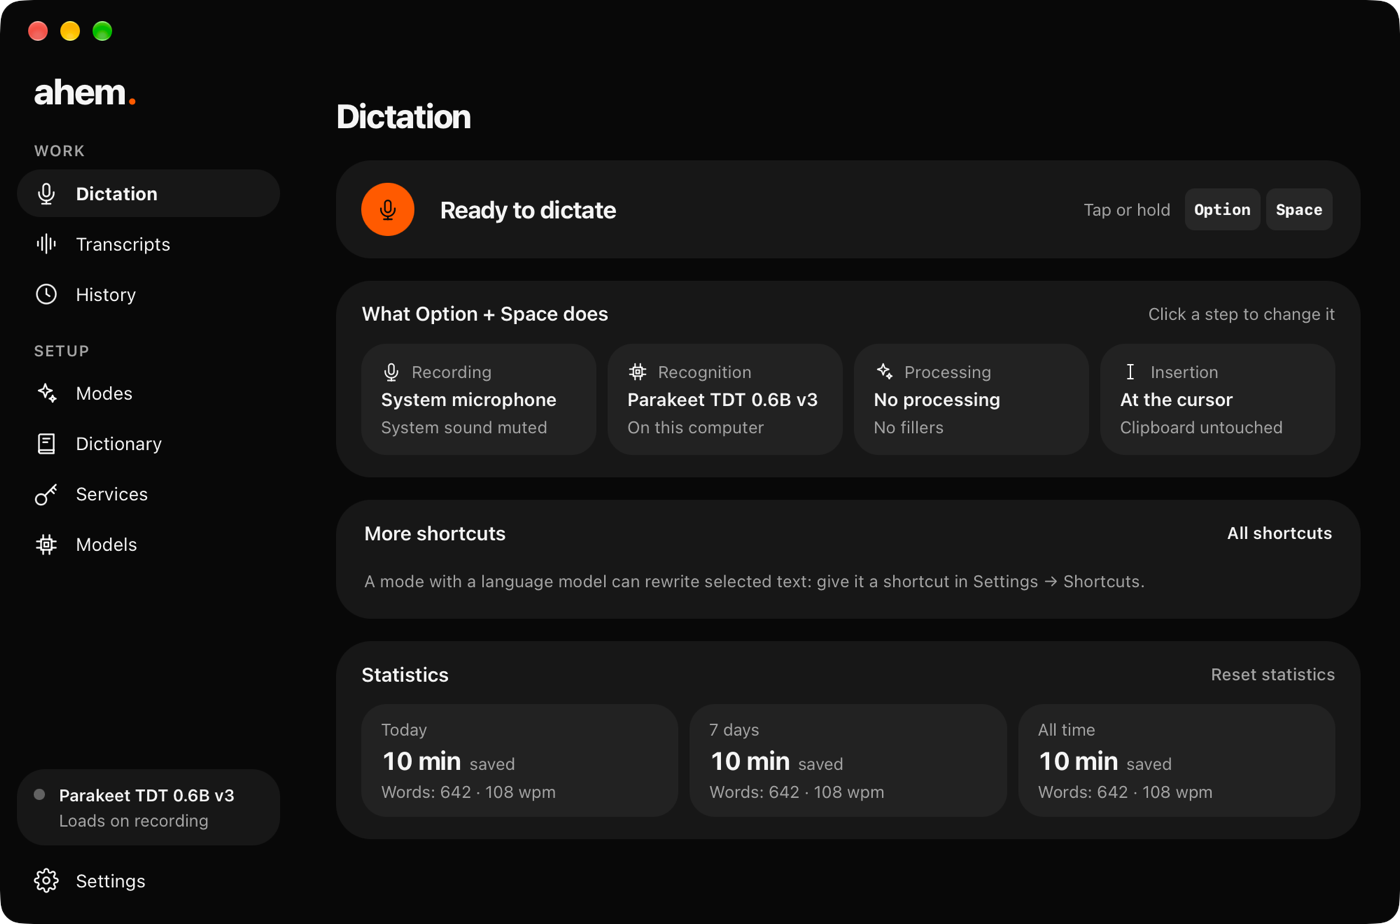 ahem.
WORK
Dictation
Transcripts
History
SETUP
Modes
Dictionary
Services
Models
Parakeet TDT 0.6B v3
Loads on recording
Settings
Dictation
Ready to dictate
Tap or hold Option Space
What Option + Space does
Click a step to change it
Recording
System microphone
System sound muted
Recognition
Parakeet TDT 0.6B v3
On this computer
Processing
No processing
No fillers
Insertion
At the cursor
Clipboard untouched
More shortcuts
All shortcuts
A mode with a language model can rewrite selected text: give it a shortcut in Settings → Shortcuts.
Statistics
Reset statistics
Today
10 min saved
Words: 642 · 108 wpm
7 days
10 min saved
Words: 642 · 108 wpm
All time
10 min saved
Words: 642 · 108 wpm